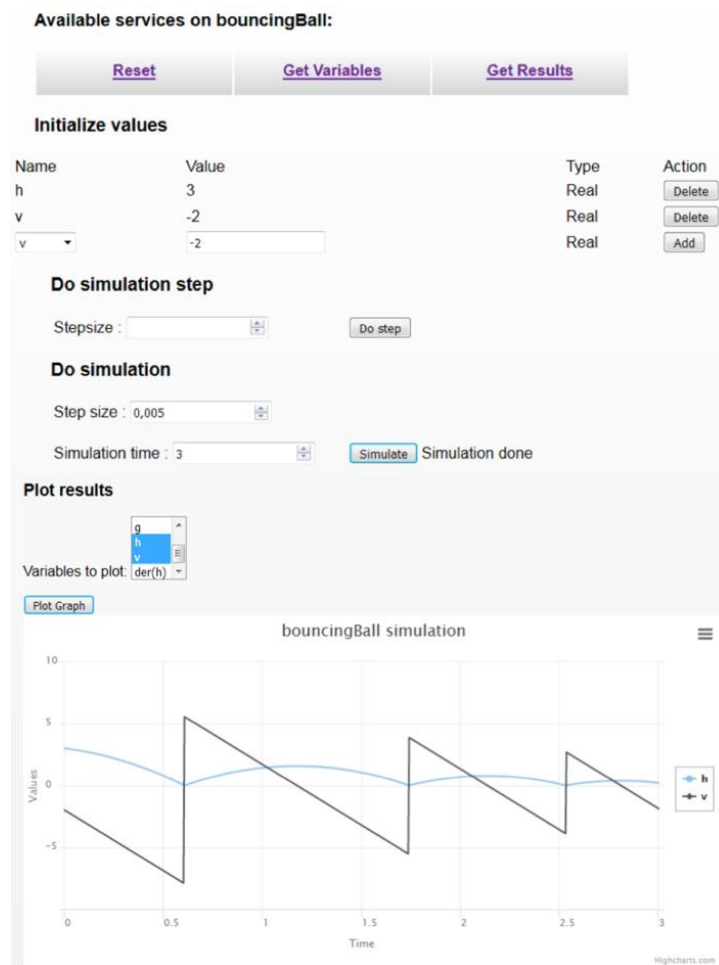 Available services on bouncingBall:
Reset Get Variables Get Results
Initialize values
Name Value Type Action
h 3 Real Delete
v -2 Real Delete
v -2 Real Add
Do simulation step
Stepsize : Do step
Do simulation
Step size : 0,005
Simulation time : 3 Simulate Simulation done
Plot results
g
h
v
Variables to plot: der(h)
Plot Graph
bouncingBall simulation
10
5
0
-5
Values
h
v
0 0.5 1 1.5 2 2.5 3
Time
Highcharts.com